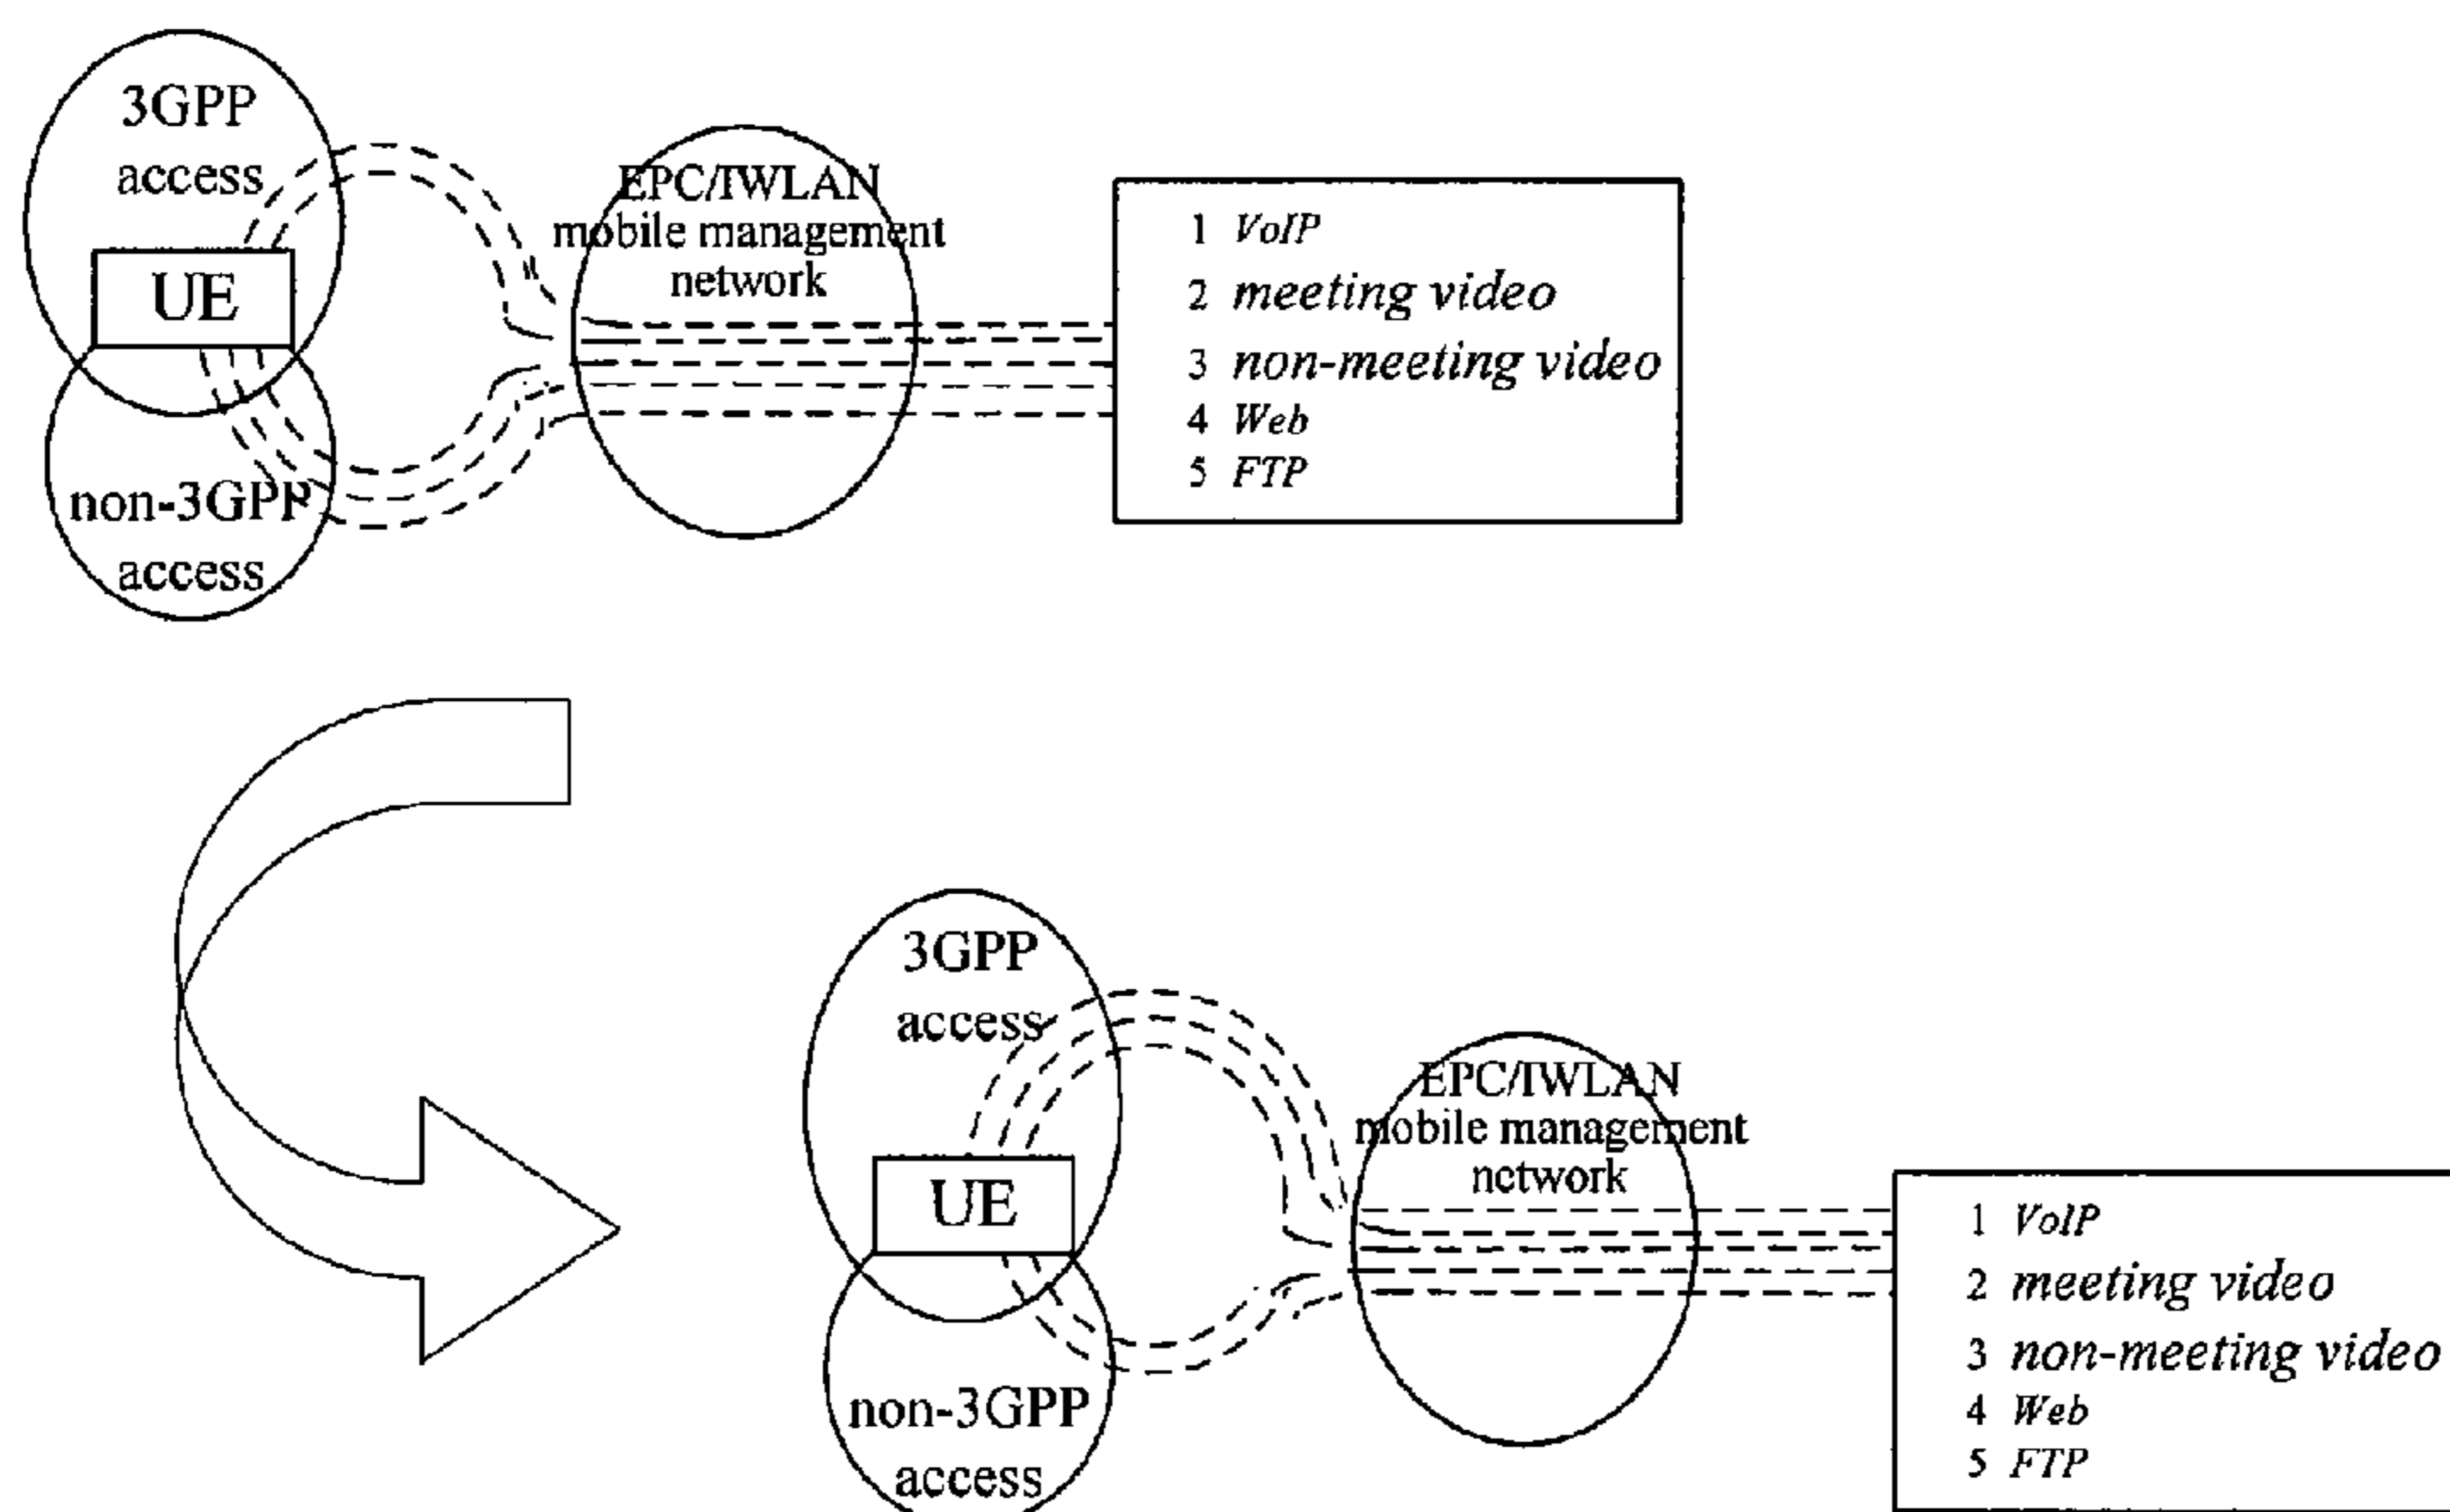 3GPP
access
UE
non-3GPP
access
EPC/IWLAN
mobile management
network
1 VoIP
2 meeting video
3 non-meeting video
4 Web
5 FTP
3GPP
access
UE
non-3GPP
access
EPC/IWLAN
mobile management
network
1 VoIP
2 meeting video
3 non-meeting video
4 Web
5 FTP